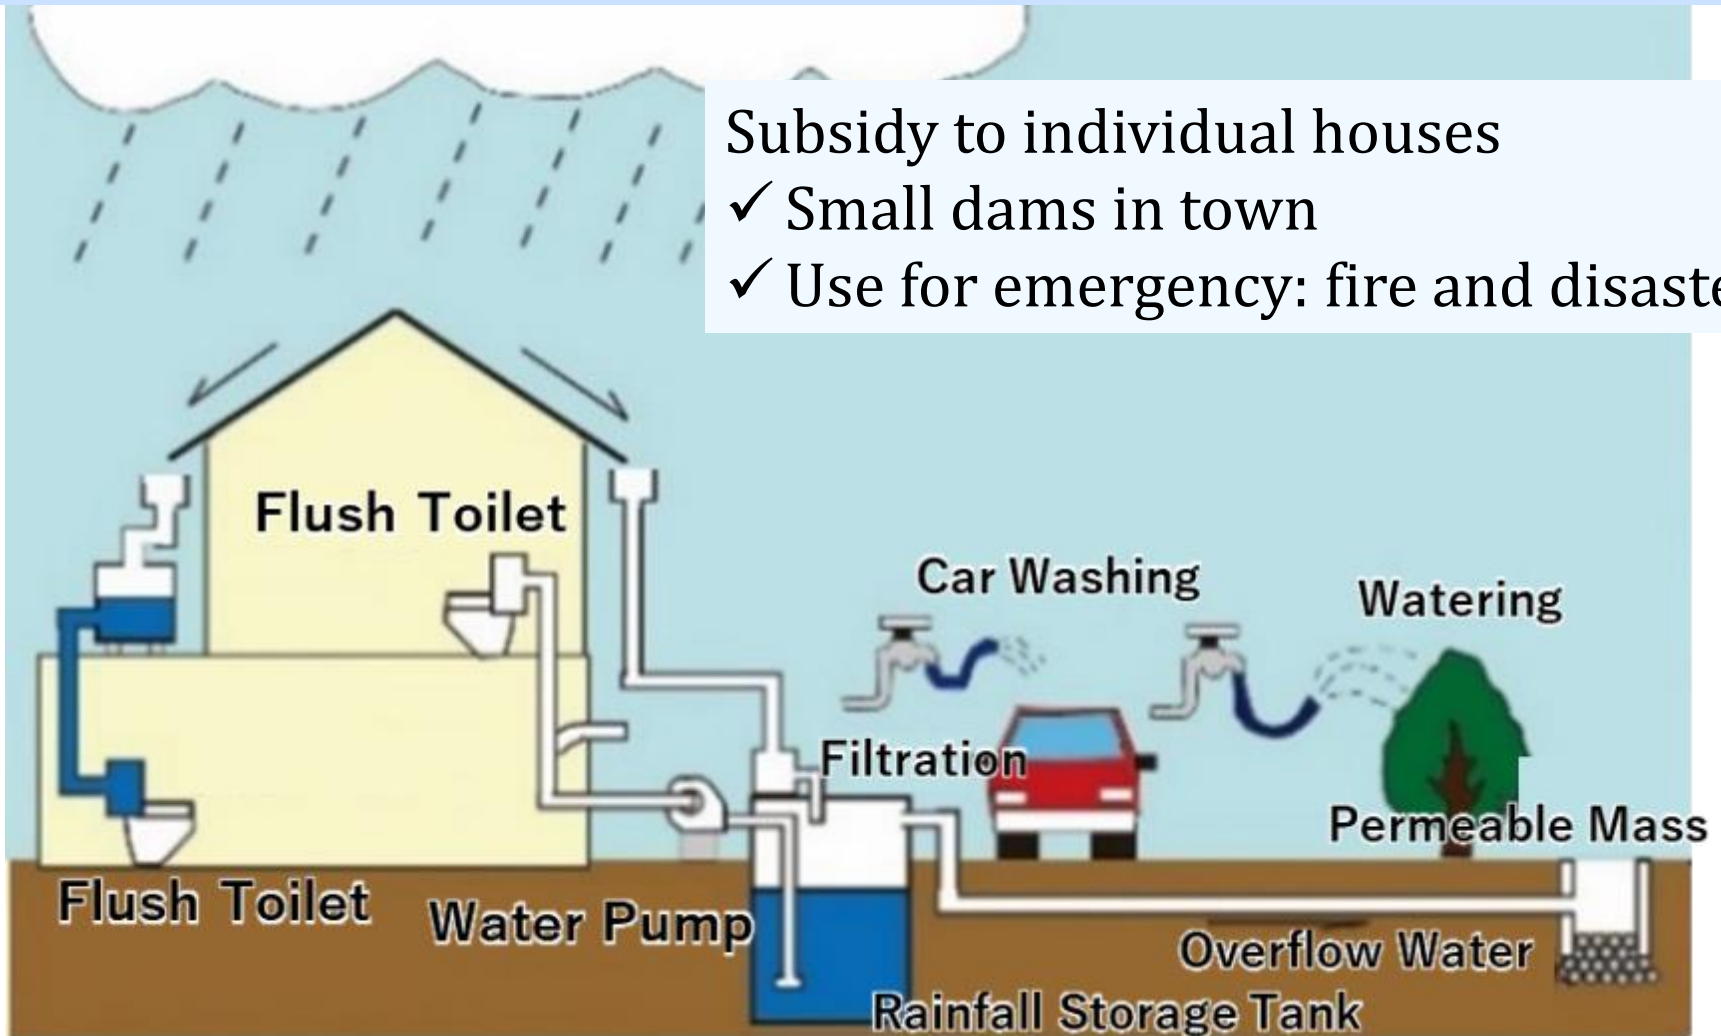 Subsidy to individual houses
✓ Small dams in town
✓ Use for emergency: fire and disaste
Flush Toilet
Car Washing
Watering
Filtration
Permeable Mass
Flush Toilet
Water Pump
Overflow Water
Rainfall Storage Tank